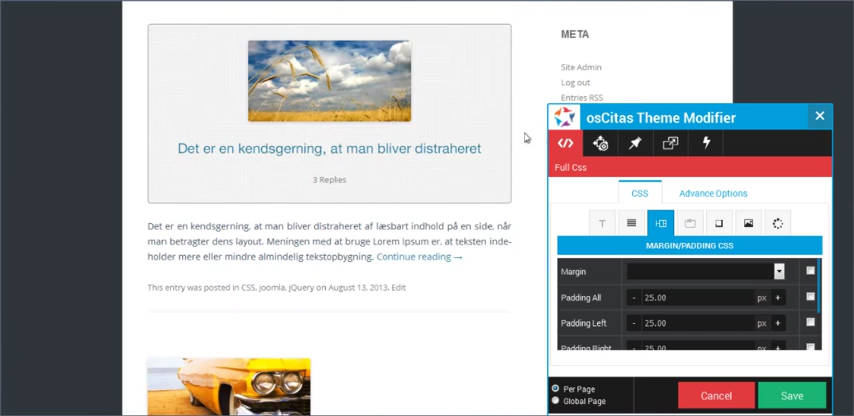 META
Site Admin
Log out
Entries RSS
Det er en kendsgerning, at man bliver distraheret
3 Replies
Det er en kendsgerning, at man bliver distraheret af læsbart indhold på en side, når
man betragter dens layout. Meningen med at bruge Lorem Ipsum er, at teksten inde-
holder mere eller mindre almindelig tekstopbygning. Continue reading →
This entry was posted in CSS, joomla, jQuery on August 13, 2013. Edit
osCitas Theme Modifier
Full Css
CSS
Advance Options
MARGIN/PADDING CSS
Margin
Padding All - 25.00 px +
Padding Left - 25.00 px +
Padding Right - 25.00 px +
Per Page
Global Page
Cancel
Save